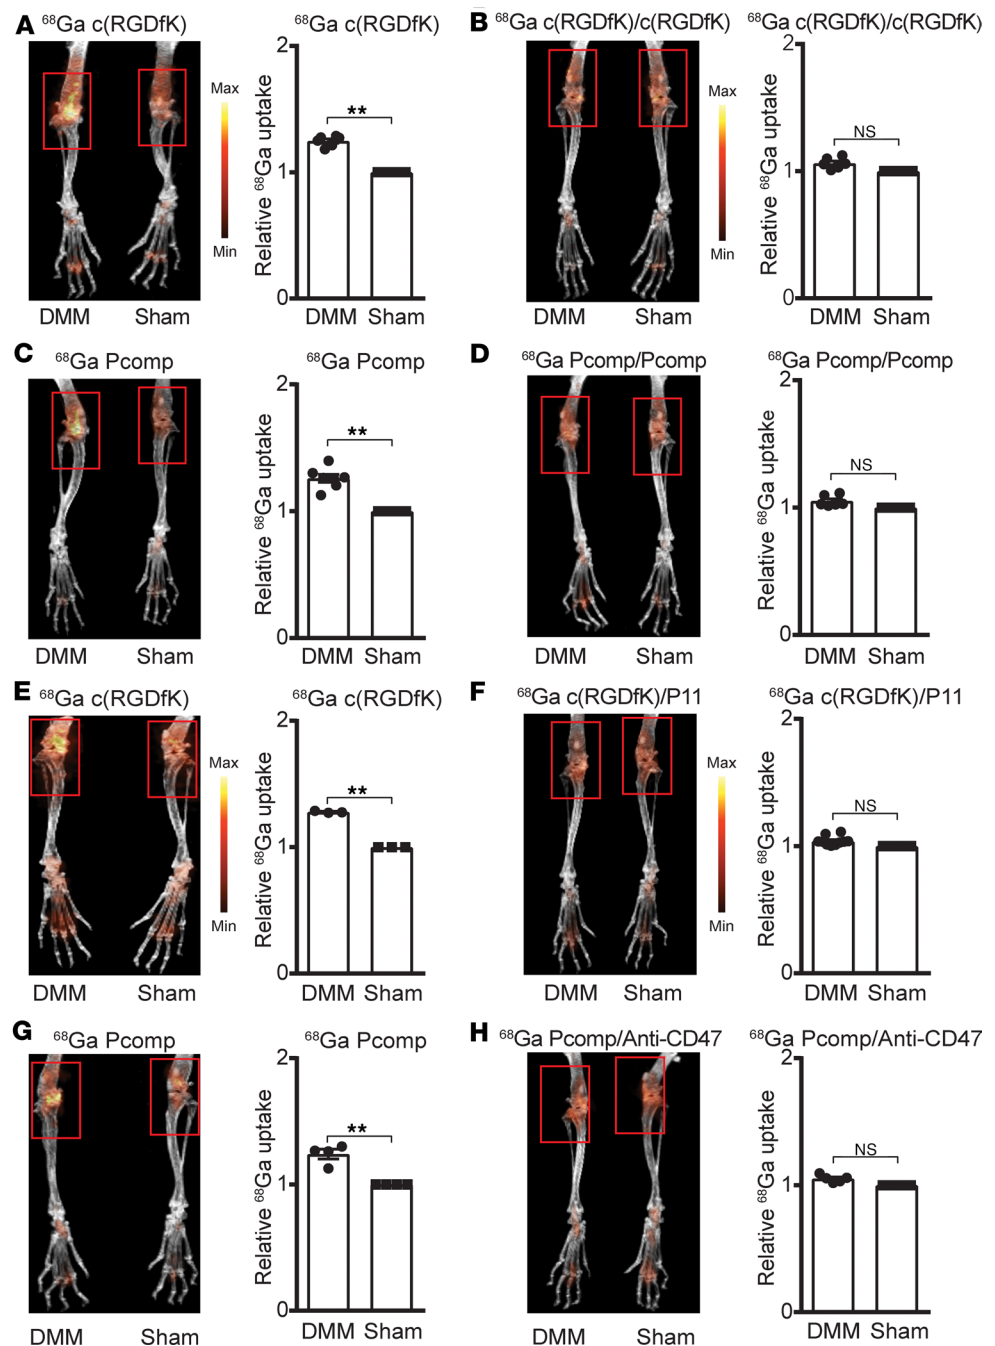 A
⁶⁸Ga c(RGDfK)
Max
Min
DMM Sham
⁶⁸Ga c(RGDfK)
Relative ⁶⁸Ga uptake
2
1
0
**
DMM Sham
B
⁶⁸Ga c(RGDfK)/c(RGDfK)
Max
Min
DMM Sham
⁶⁸Ga c(RGDfK)/c(RGDfK)
Relative ⁶⁸Ga uptake
2
1
0
NS
DMM Sham
C
⁶⁸Ga Pcomp
DMM Sham
⁶⁸Ga Pcomp
Relative ⁶⁸Ga uptake
2
1
0
**
DMM Sham
D
⁶⁸Ga Pcomp/Pcomp
DMM Sham
⁶⁸Ga Pcomp/Pcomp
Relative ⁶⁸Ga uptake
2
1
0
NS
DMM Sham
E
⁶⁸Ga c(RGDfK)
Max
Min
DMM Sham
⁶⁸Ga c(RGDfK)
Relative ⁶⁸Ga uptake
2
1
0
**
DMM Sham
F
⁶⁸Ga c(RGDfK)/P11
Max
Min
DMM Sham
⁶⁸Ga c(RGDfK)/P11
Relative ⁶⁸Ga uptake
2
1
0
NS
DMM Sham
G
⁶⁸Ga Pcomp
DMM Sham
⁶⁸Ga Pcomp
Relative ⁶⁸Ga uptake
2
1
0
**
DMM Sham
H
⁶⁸Ga Pcomp/Anti-CD47
DMM Sham
⁶⁸Ga Pcomp/Anti-CD47
Relative ⁶⁸Ga uptake
2
1
0
NS
DMM Sham